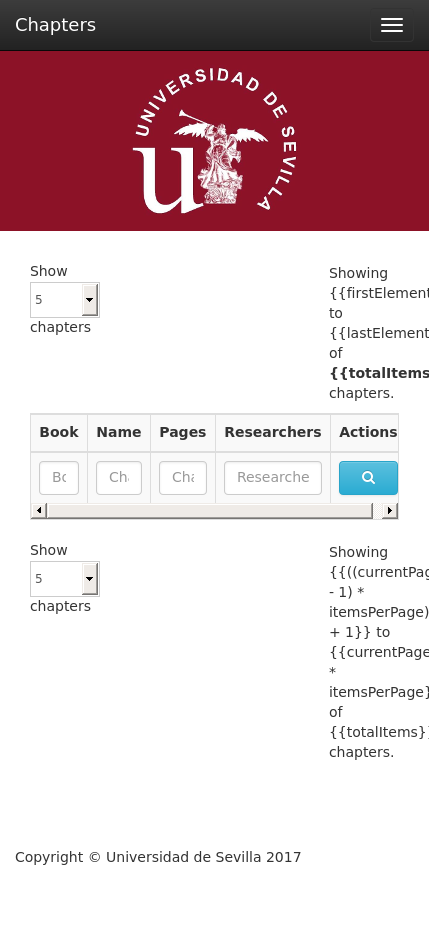 Chapters
UNIVERSIDAD DE SEVILLA
u
Show
5
chapters
Showing
{{firstElement
to
{{lastElement
of
{{totalItems
chapters.
Book Name Pages Researchers Actions
Bo Cha Cha Researche
Show
5
chapters
Showing
{{((currentPag
- 1) *
itemsPerPage)
+ 1}} to
{{currentPage
*
itemsPerPage}
of
{{totalItems}}
chapters.
Copyright © Universidad de Sevilla 2017